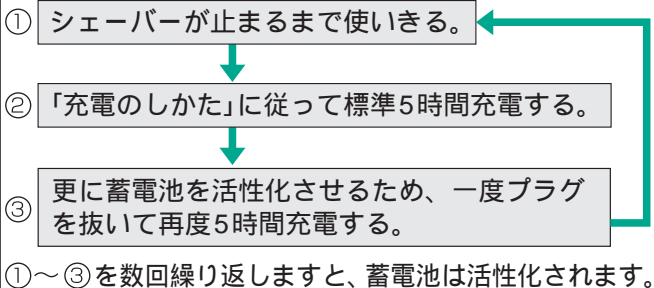 ① シェーバーが止まるまで使いきる。
② 「充電のしかた」に従って標準5時間充電する。
③ 更に蓄電池を活性化させるため、一度プラグ
を抜いて再度5時間充電する。
①～③を数回繰り返しますと、蓄電池は活性化されます。